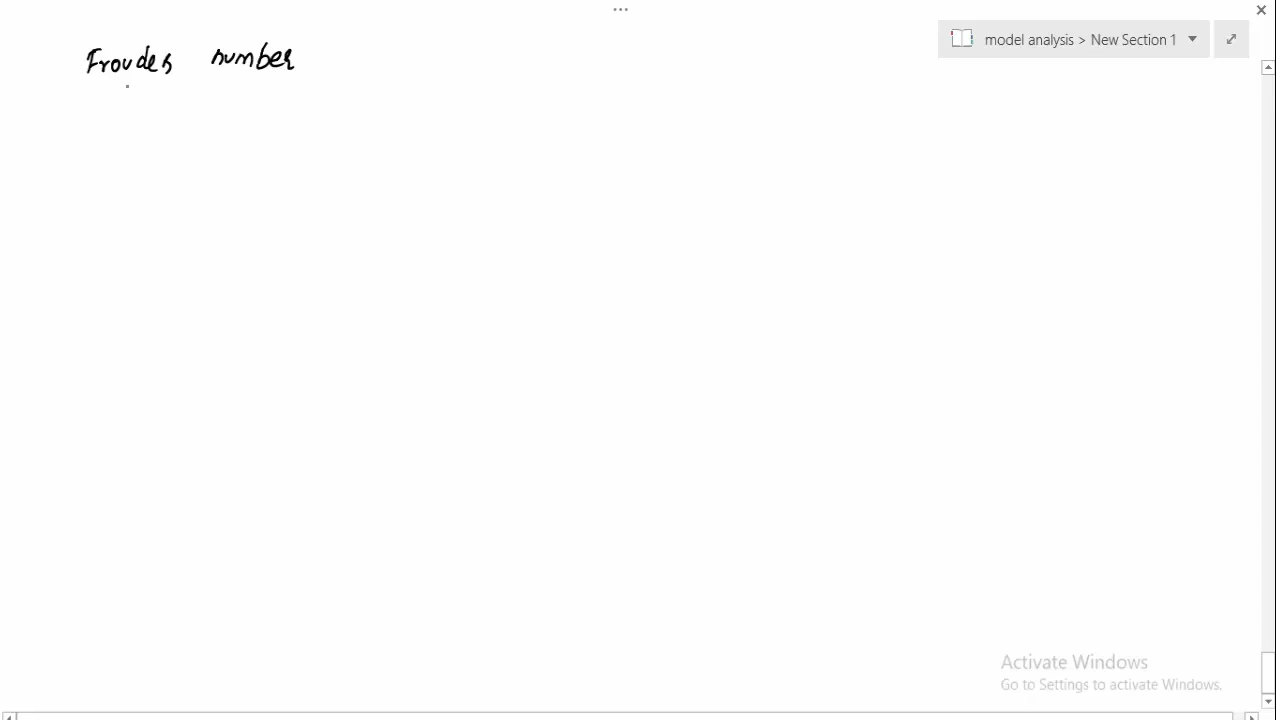 model analysis > New Section 1
Froudes number
Activate Windows
Go to Settings to activate Windows.